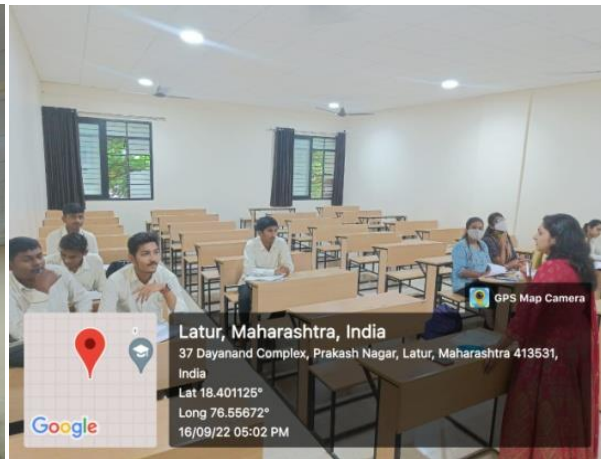 GPS Map Camera
Latur, Maharashtra, India
37 Dayanand Complex, Prakash Nagar, Latur, Maharashtra 413531,
India
Lat 18.401125°
Long 76.55672°
16/09/22 05:02 PM
Google